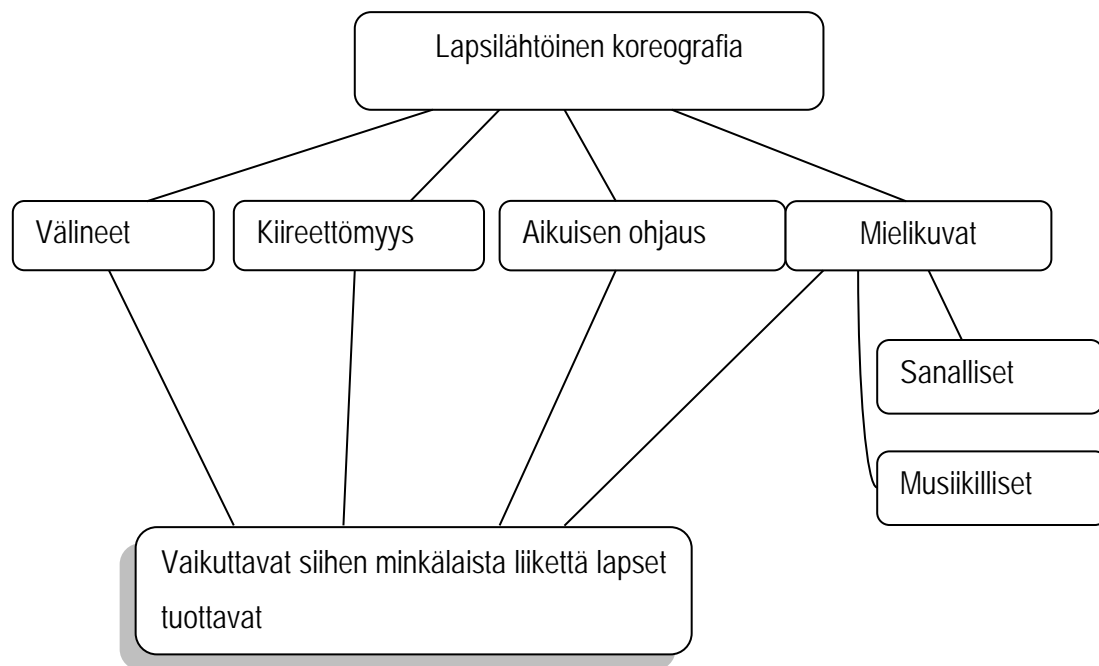 Lapsilähtöinen koreografia
Välineet
Kiireettömyys
Aikuisen ohjaus
Mielikuvat
Sanalliset
Musiikilliset
Vaikuttavat siihen minkälaista liikettä lapset
tuottavat